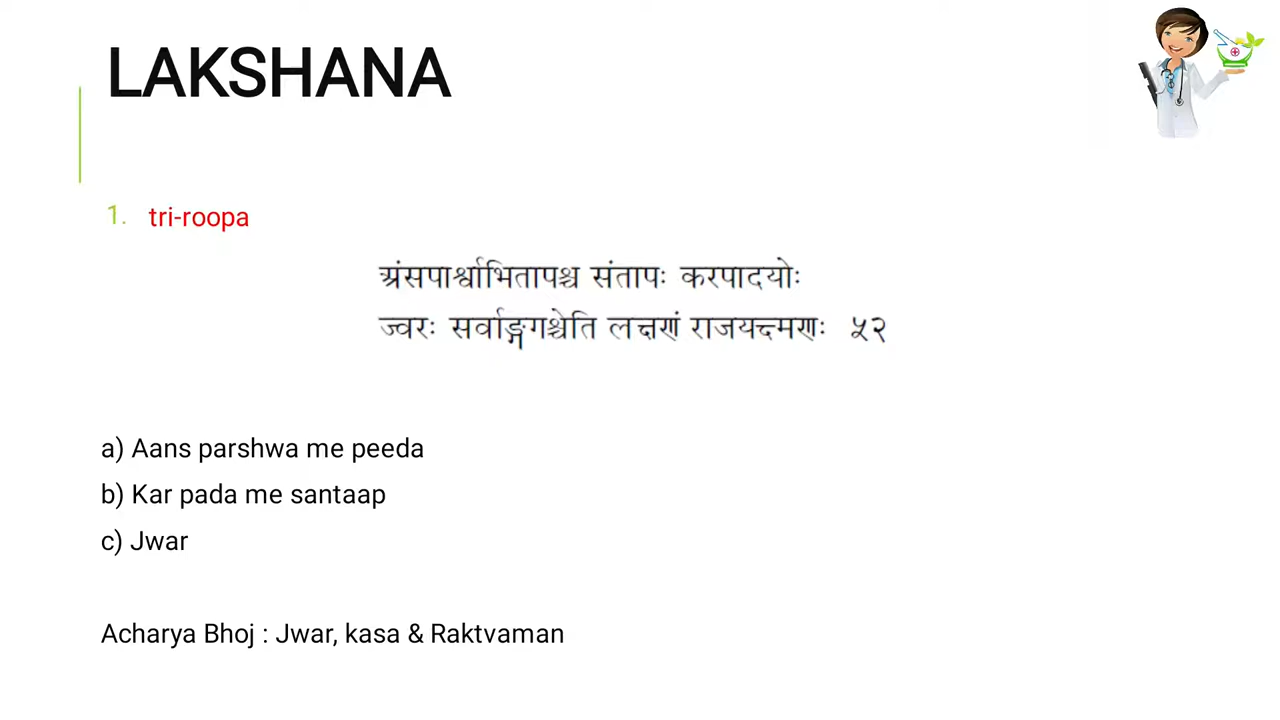 LAKSHANA
1. tri-roopa
अंसपार्श्वाभितापश्च संतापः करपादयोः
ज्वरः सर्वाङ्गगश्चेति लक्षणं राजयक्ष्मणः ५२
a) Aans parshwa me peeda
b) Kar pada me santaap
c) Jwar
Acharya Bhoj : Jwar, kasa & Raktvaman